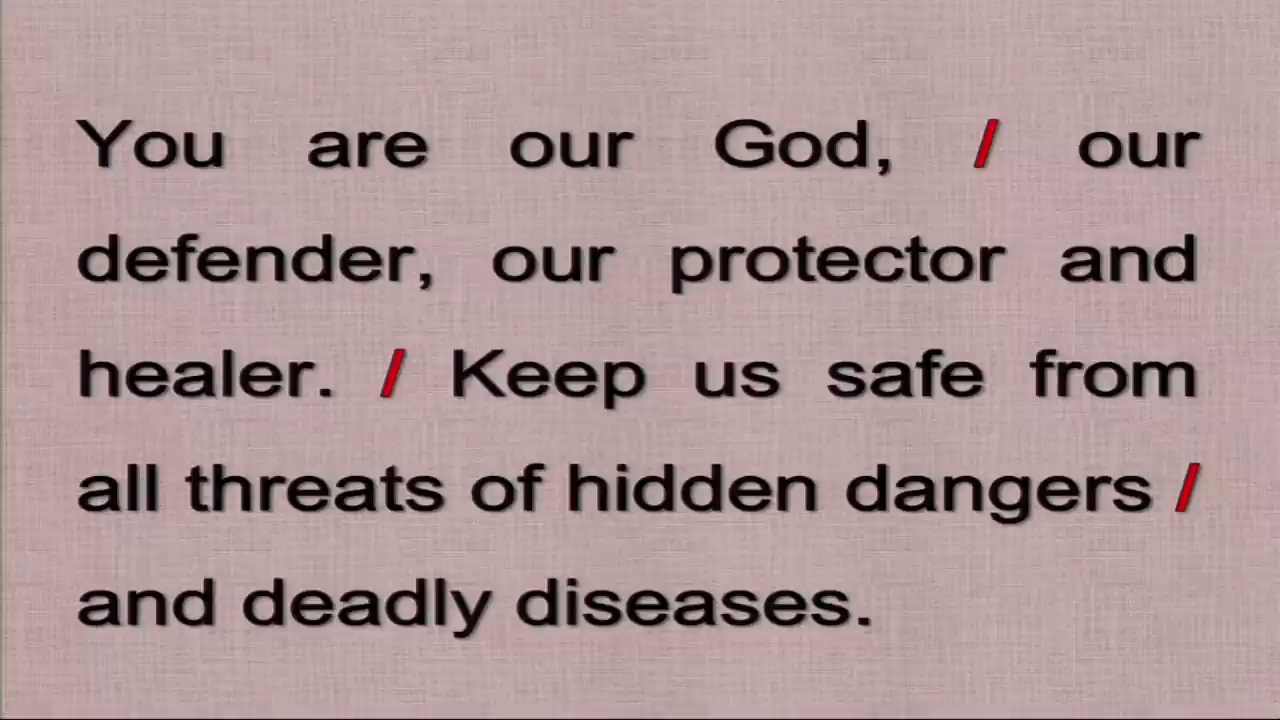 You are our God, / our
defender, our protector and
healer. / Keep us safe from
all threats of hidden dangers /
and deadly diseases.